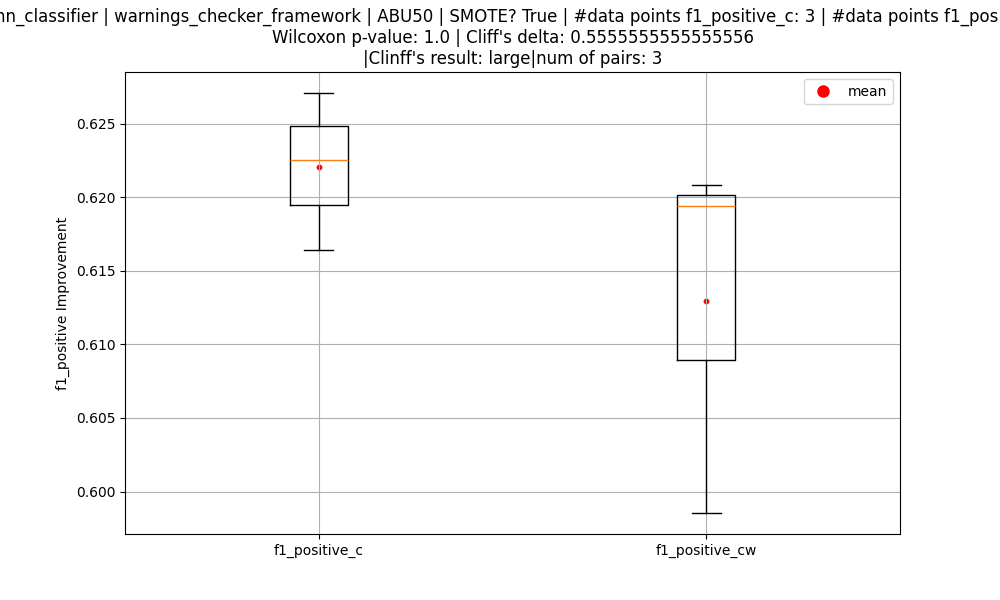 nn_classifier | warnings_checker_framework | ABU50 | SMOTE? True | #data points f1_positive_c: 3 | #data points f1_pos
Wilcoxon p-value: 1.0 | Cliff's delta: 0.5555555555555556
|Clinff's result: large|num of pairs: 3
mean
0.625
0.620
0.615
0.610
0.605
0.600
f1_positive Improvement
f1_positive_c
f1_positive_cw